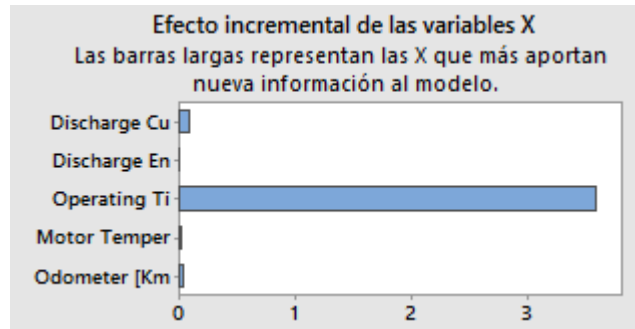 Efecto incremental de las variables X
Las barras largas representan las X que más aportan
nueva información al modelo.
Discharge Cu
Discharge En
Operating Ti
Motor Temper
Odometer [Km
0 1 2 3